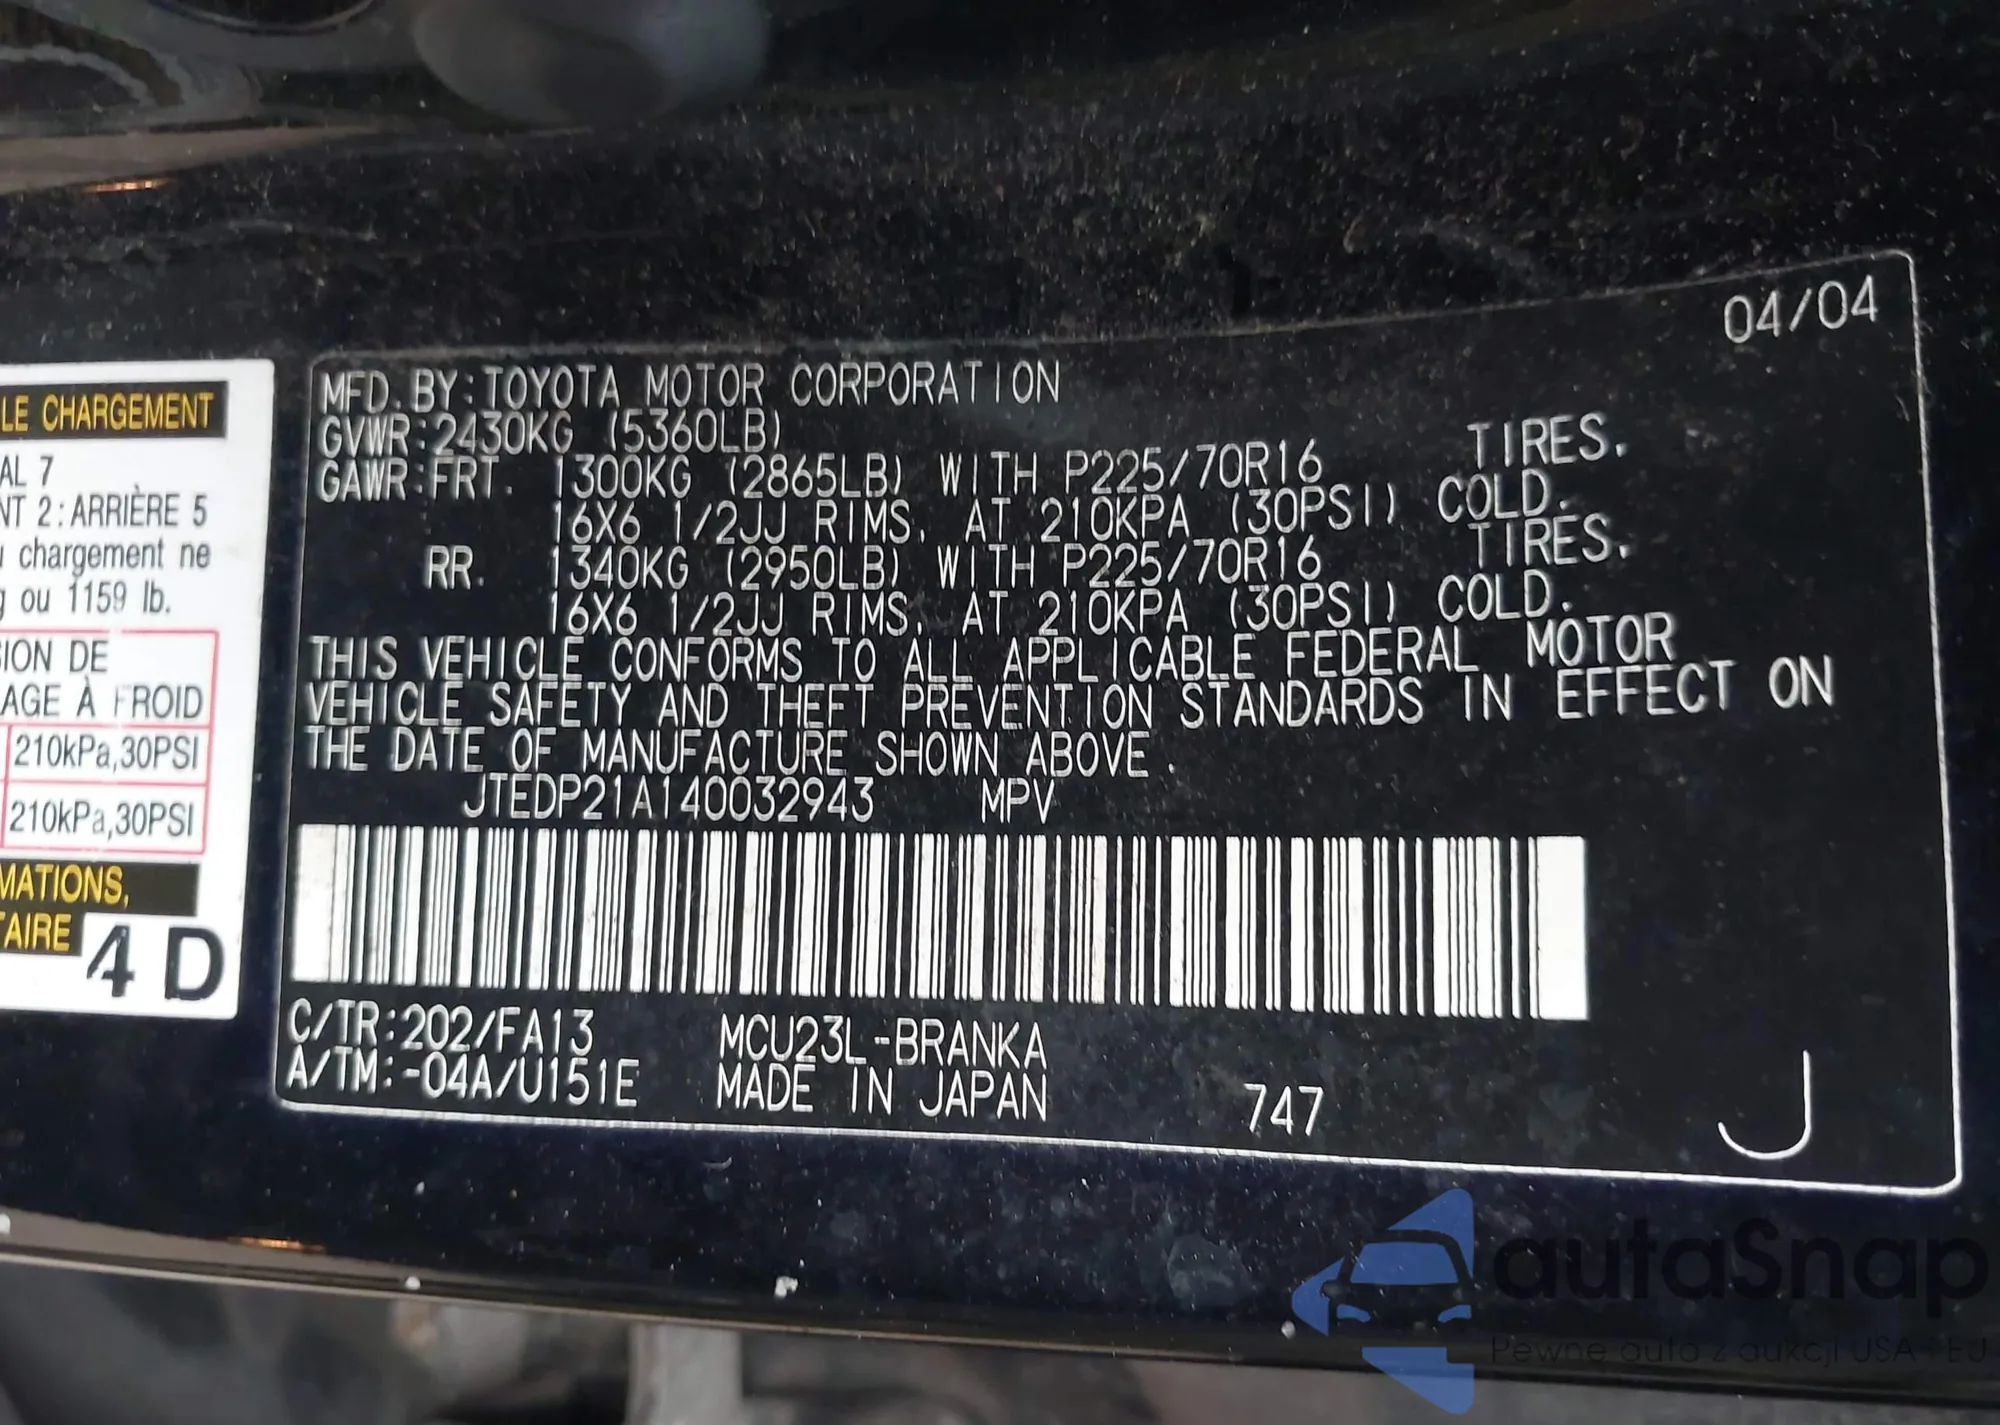 04/04
MFD. BY: TOYOTA MOTOR CORPORATION
GVWR: 2430KG (5360LB)
GAWR: FRT. 1300KG (2865LB) WITH P225/70R16 TIRES.
16X6 1/2JJ RIMS, AT 210KPA (30PSI) COLD.
RR. 1340KG (2950LB) WITH P225/70R16 TIRES.
16X6 1/2JJ RIMS, AT 210KPA (30PSI) COLD.
THIS VEHICLE CONFORMS TO ALL APPLICABLE FEDERAL MOTOR
VEHICLE SAFETY AND THEFT PREVENTION STANDARDS IN EFFECT ON
THE DATE OF MANUFACTURE SHOWN ABOVE.
JTEDP21A140032943 MPV
C/TR: 202/FA13 MCU23L-BRANKA
A/TM: -04A/U151E MADE IN JAPAN 747
J
LE CHARGEMENT
AL 7
NT 2: ARRIÈRE 5
chargement ne
g ou 1159 lb.
SION DE
AGE À FROID
210kPa,30PSI
210kPa,30PSI
MATIONS,
TAIRE
4 D
autaSnap
Pewne auta z aukcji USA i EU